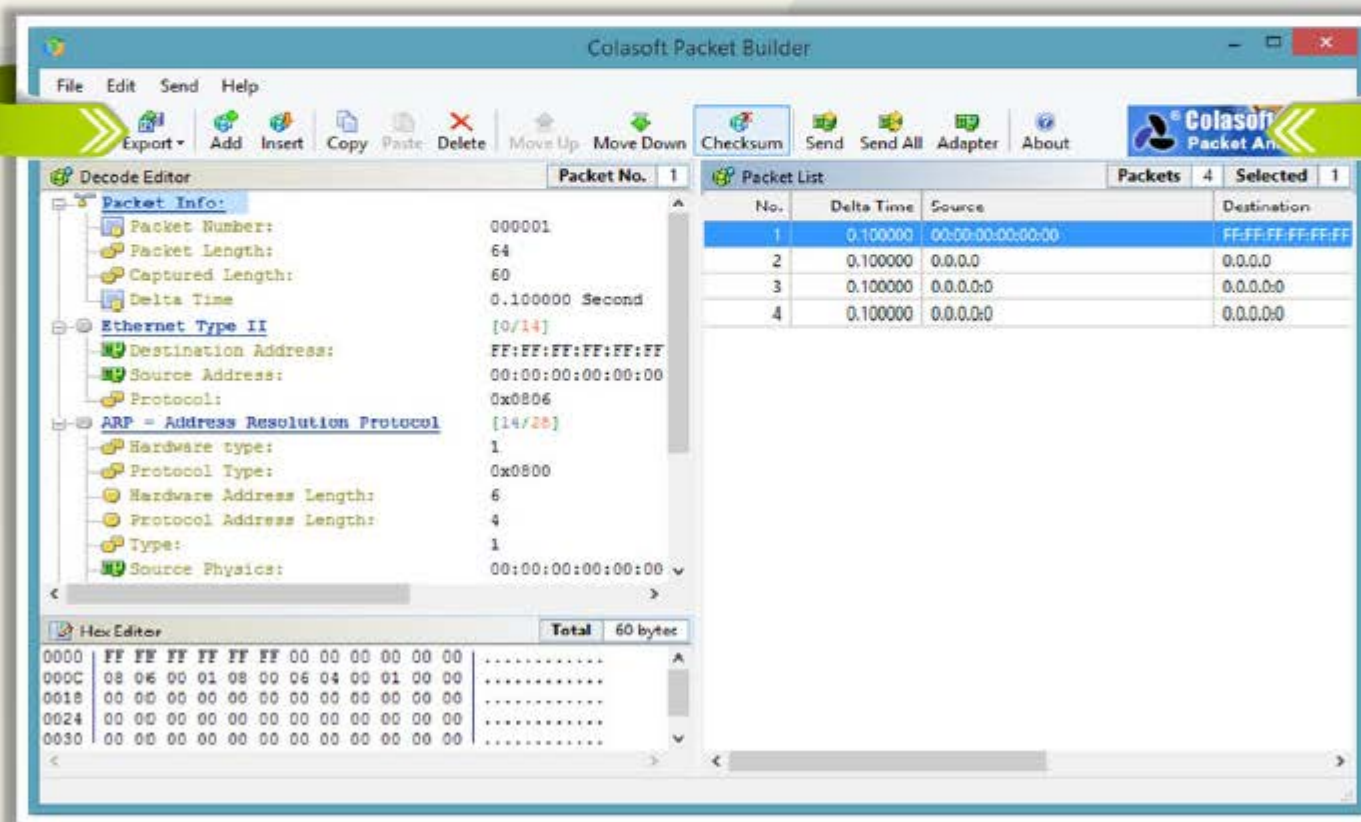 Colasoft Packet Builder
File Edit Send Help
Export Add Insert Copy Paste Delete Move Up Move Down Checksum Send Send All Adapter About
Colasoft
Packet An
Decode Editor Packet No. 1
Packet Info:
Packet Number: 000001
Packet Length: 64
Captured Length: 60
Delta Time 0.100000 Second
Ethernet Type II [0/14]
Destination Address: FF:FF:FF:FF:FF:FF
Source Address: 00:00:00:00:00:00
Protocol: 0x0806
ARP - Address Resolution Protocol [14/28]
Hardware type: 1
Protocol Type: 0x0800
Hardware Address Length: 6
Protocol Address Length: 4
Type: 1
Source Physics: 00:00:00:00:00:00
Hex Editor Total 60 bytes
0000 FF FF FF FF FF FF 00 00 00 00 00 00 ............
000C 08 06 00 01 08 00 06 04 00 01 00 00 ............
0018 00 00 00 00 00 00 00 00 00 00 00 00 ............
0024 00 00 00 00 00 00 00 00 00 00 00 00 ............
0030 00 00 00 00 00 00 00 00 00 00 00 00 ............
Packet List Packets 4 Selected 1
No. Delta Time Source Destination
1 0.100000 00:00:00:00:00:00 FF:FF:FF:FF:FF:FF
2 0.100000 0.0.0.0 0.0.0.0
3 0.100000 0.0.0.0:0 0.0.0.0:0
4 0.100000 0.0.0.0:0 0.0.0.0:0